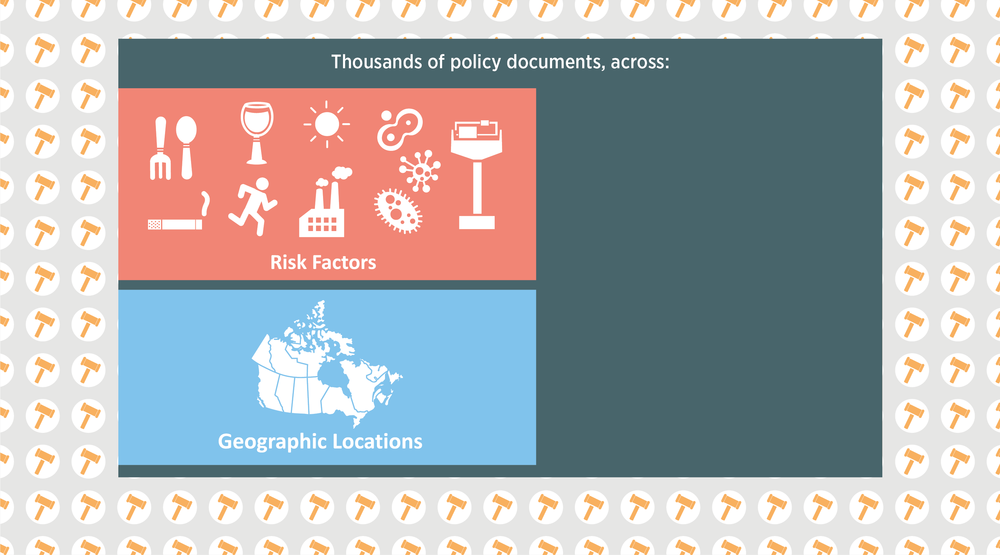 Thousands of policy documents, across:
Risk Factors
Geographic Locations